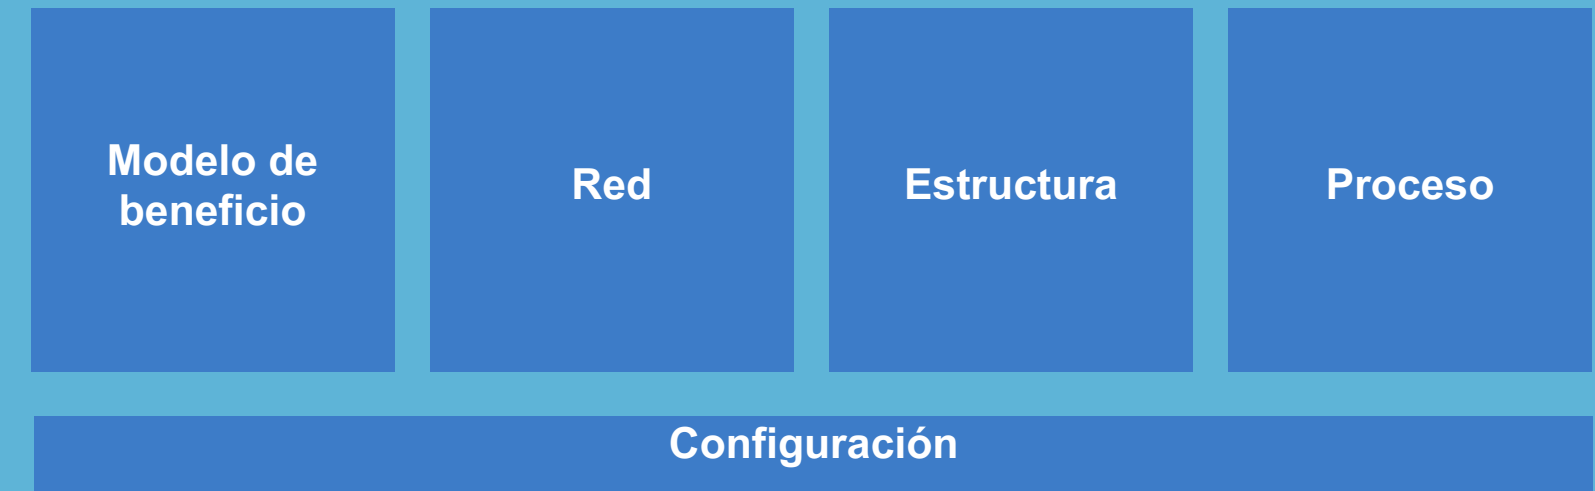 Modelo de
beneficio
Red
Estructura
Proceso
Configuración